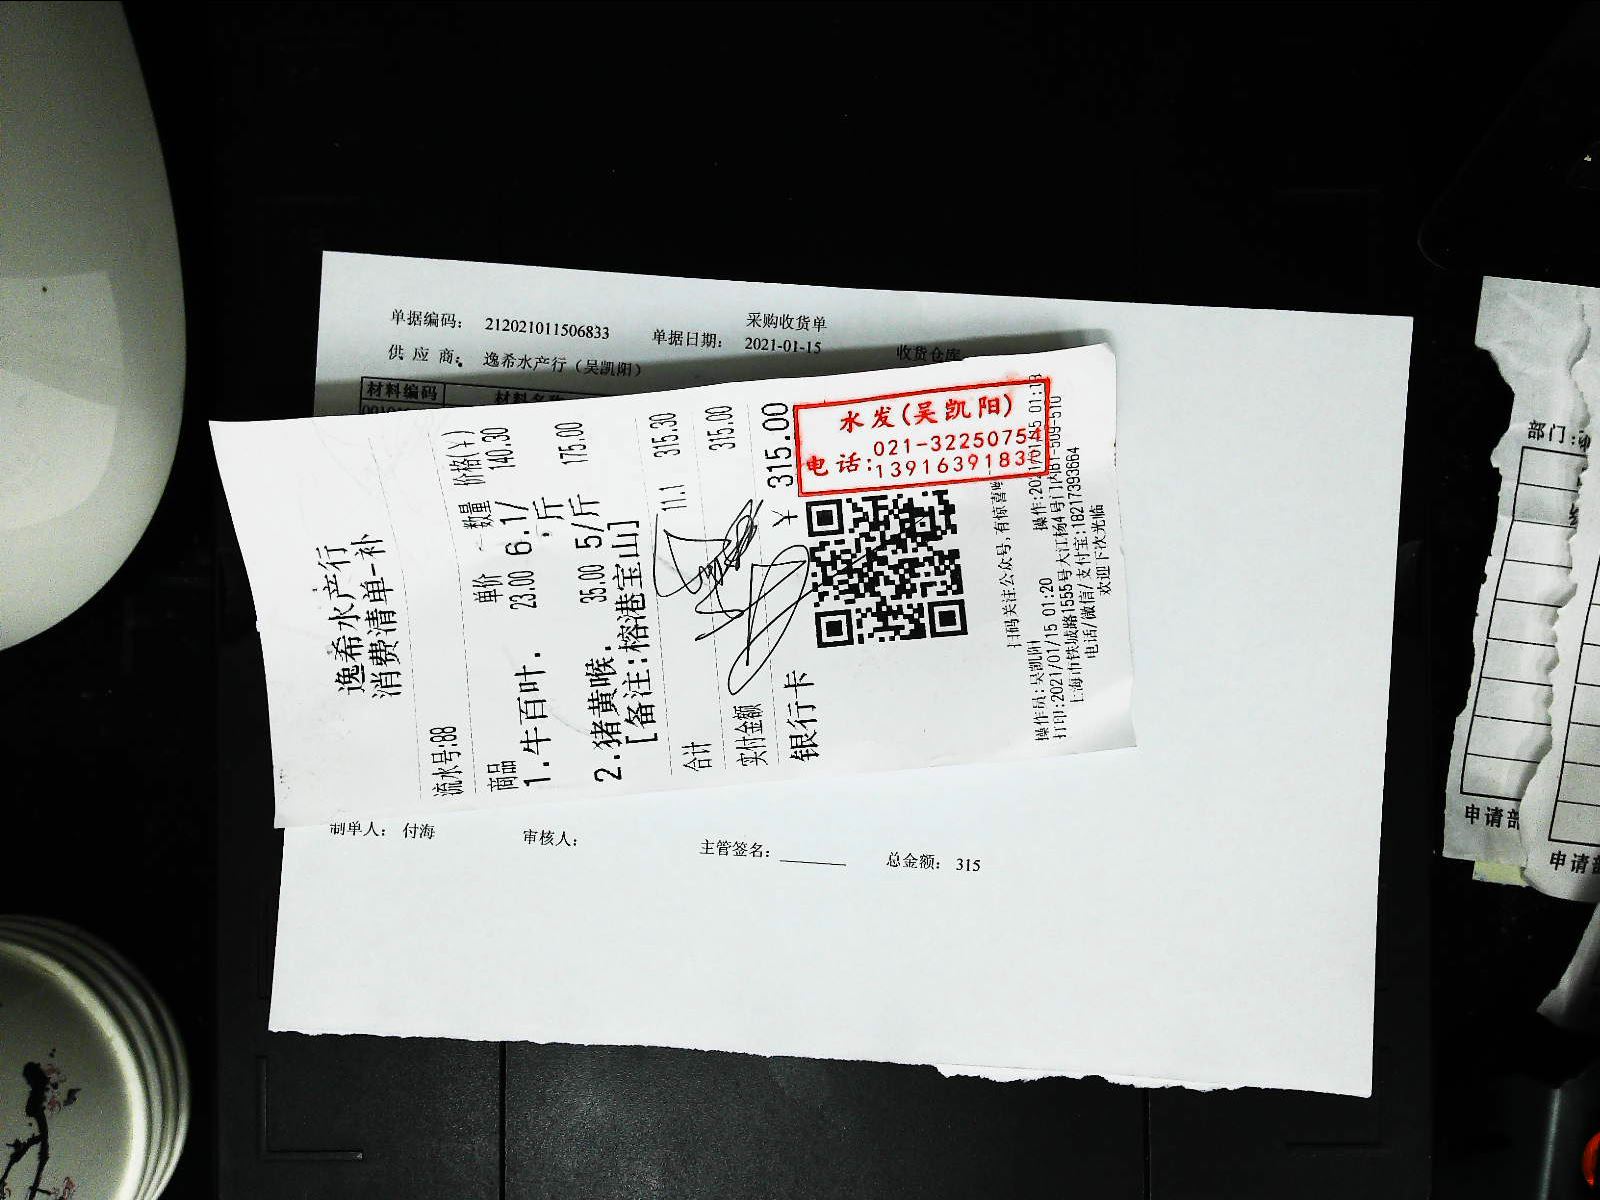 采购收货单
单据编码： 212021011506833 单据日期： 2021-01-15 收货仓库
供 应 商： 逸希水产行（吴凯阳）
材料编码
逸希水产行
消费清单-补
流水号:88
商品 单价 数量 价格(¥)
1.牛百叶. 23.00 6.1/斤 140.30
2.猪黄喉. 35.00 5/斤 175.00
[备注:榕港宝山]
合计 11.1 315.30
实付金额 315.00
银行卡 ¥ 315.00
水发(吴凯阳)
电话:021-32250754
1391639183
扫码关注公众号,有惊喜
操作员:吴凯阳
打印:2021/01/15 01:20
上海市铁城路1555号大江杨4号门内
电话/微信/支付宝:18217393664
欢迎下次光临
制单人： 付海 审核人： 主管签名： 总金额： 315
部门:
申请部
申请部